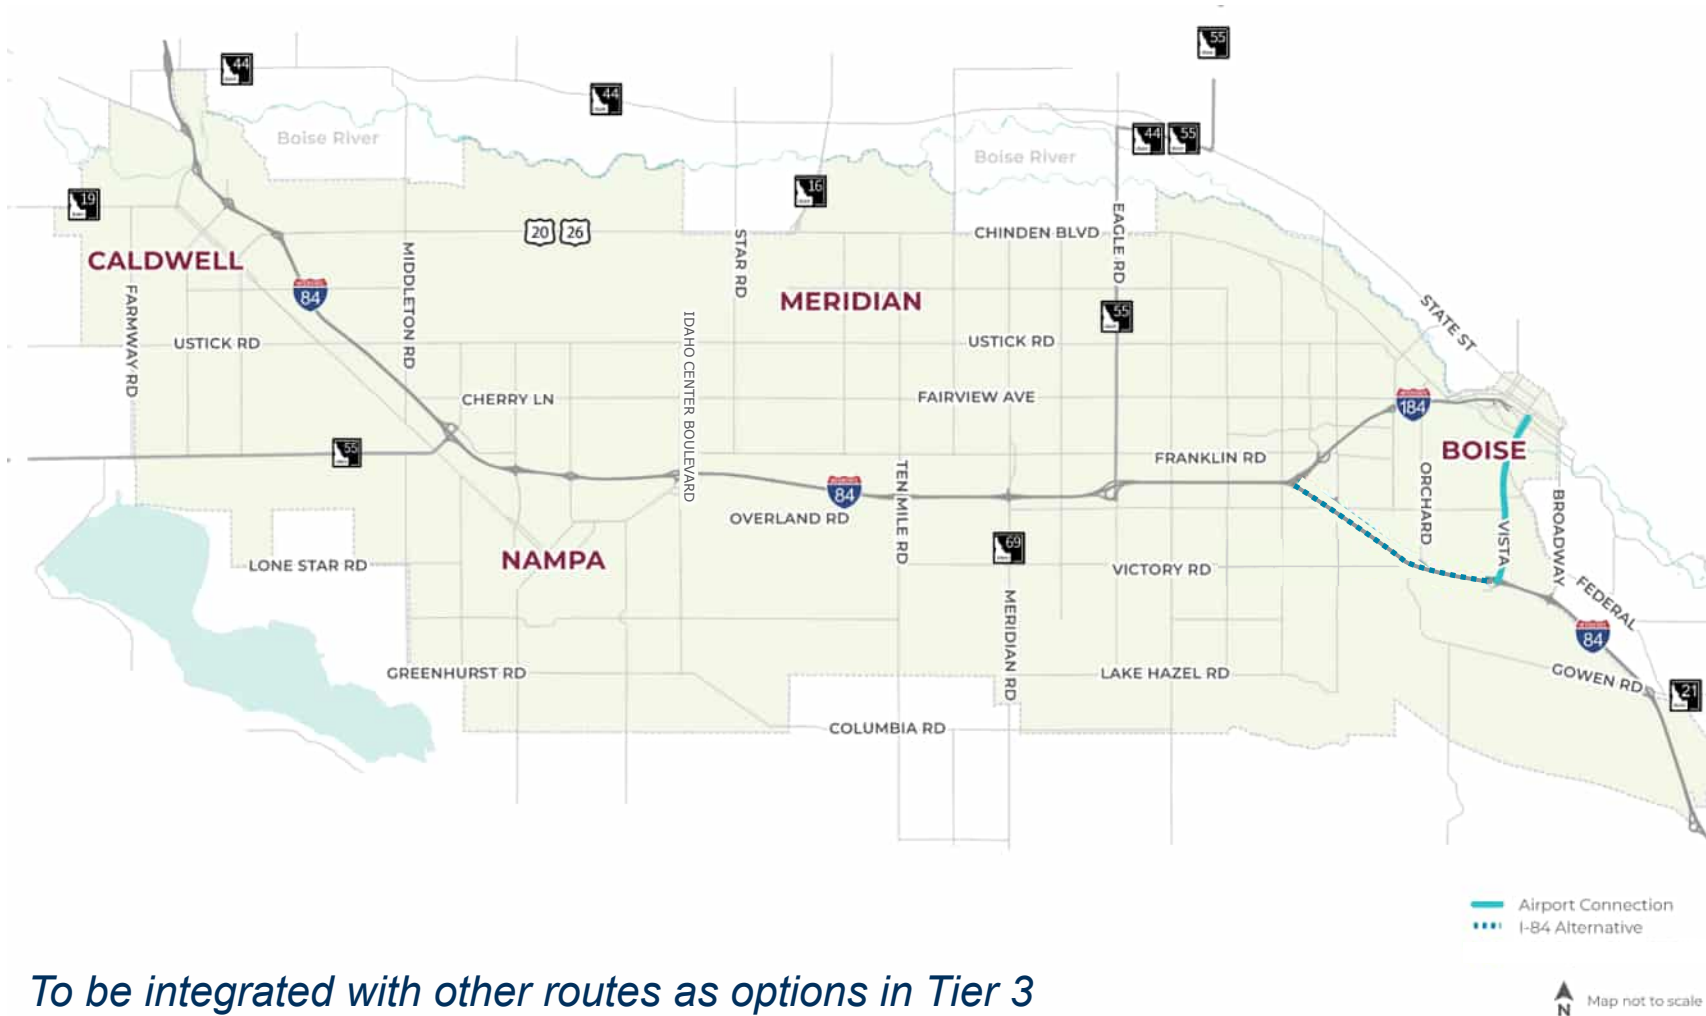 55
44
44
Boise River
44
55
Boise River
19
16
EAGLE RD
20
26
CHINDEN BLVD
STAR RD
MIDDLETON RD
CALDWELL
84
MERIDIAN
FARMWAY RD
55
STATE ST
USTICK RD
IDAHO CENTER BOULEVARD
USTICK RD
CHERRY LN
FAIRVIEW AVE
184
55
BOISE
FRANKLIN RD
84
TEN MILE RD
ORCHARD
OVERLAND RD
VISTA
BROADWAY
69
NAMPA
LONE STAR RD
VICTORY RD
FEDERAL
84
MERIDIAN RD
GREENHURST RD
LAKE HAZEL RD
GOWEN RD
21
COLUMBIA RD
Airport Connection
I-84 Alternative
To be integrated with other routes as options in Tier 3
N
Map not to scale